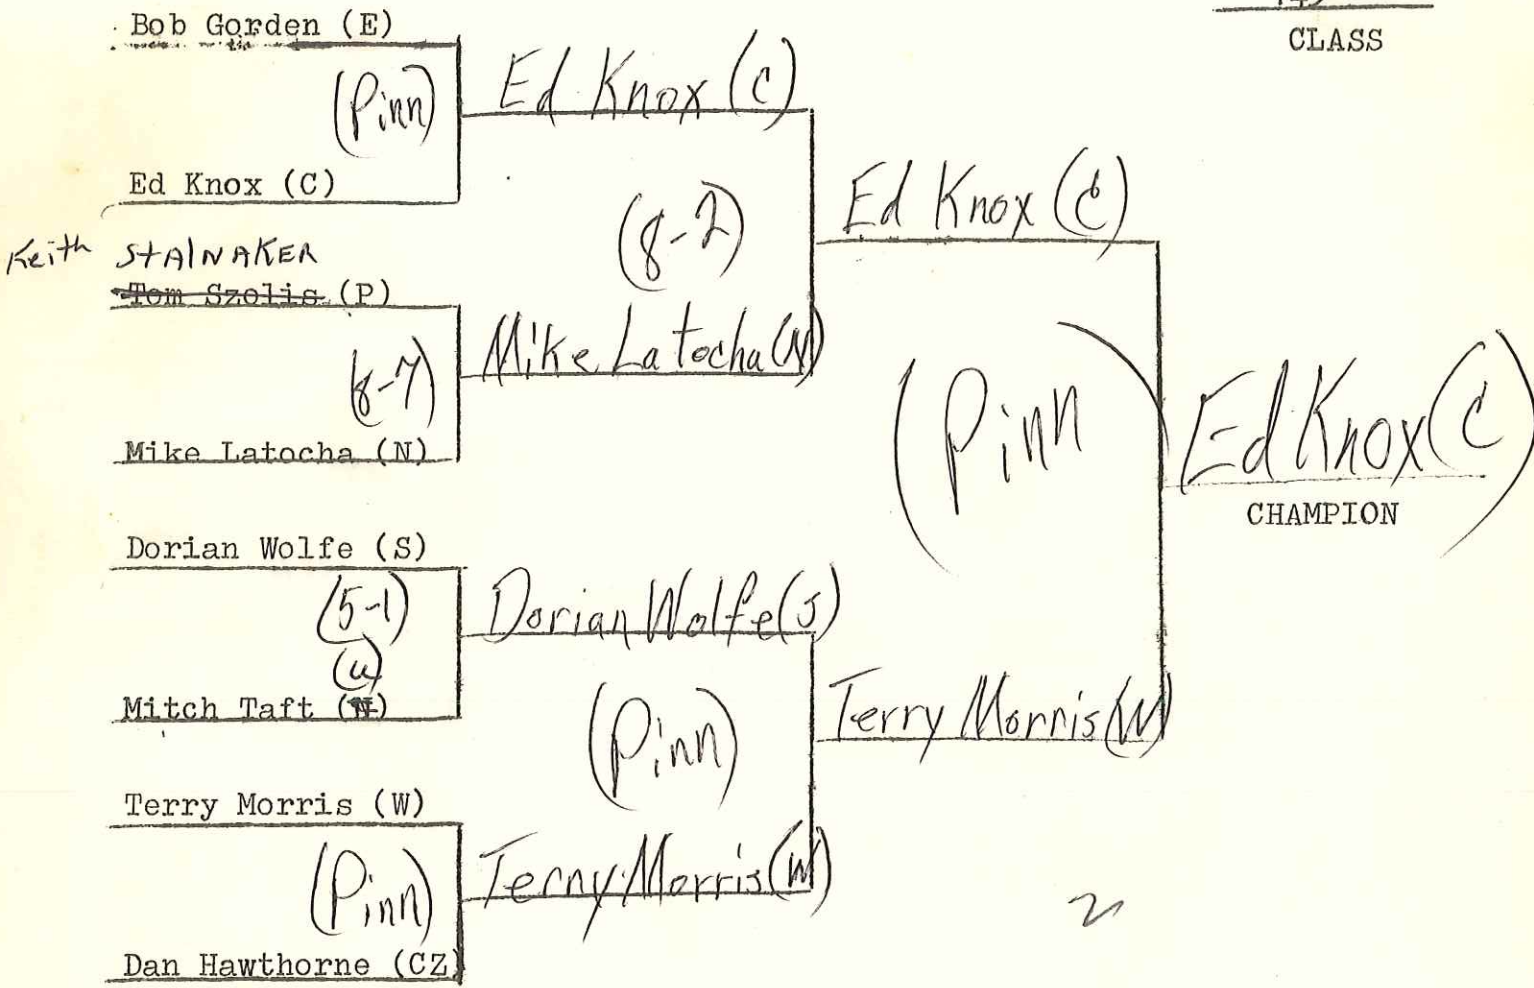 Bob Gorden (E)
CLASS
(Pinn)
Ed Knox (C)
Ed Knox (C)
Keith STALNAKER
Tom Szolis (P)
(8-2)
Ed Knox (C)
(8-7)
Mike Latocha (N)
Mike Latocha (N)
(Pinn)
Ed Knox (C)
CHAMPION
Dorian Wolfe (S)
(5-1)
Dorian Wolfe (S)
Mitch Taft
(Pinn)
Terry Morris (W)
Terry Morris (W)
(Pinn)
Terry Morris (W)
Dan Hawthorne (CZ)